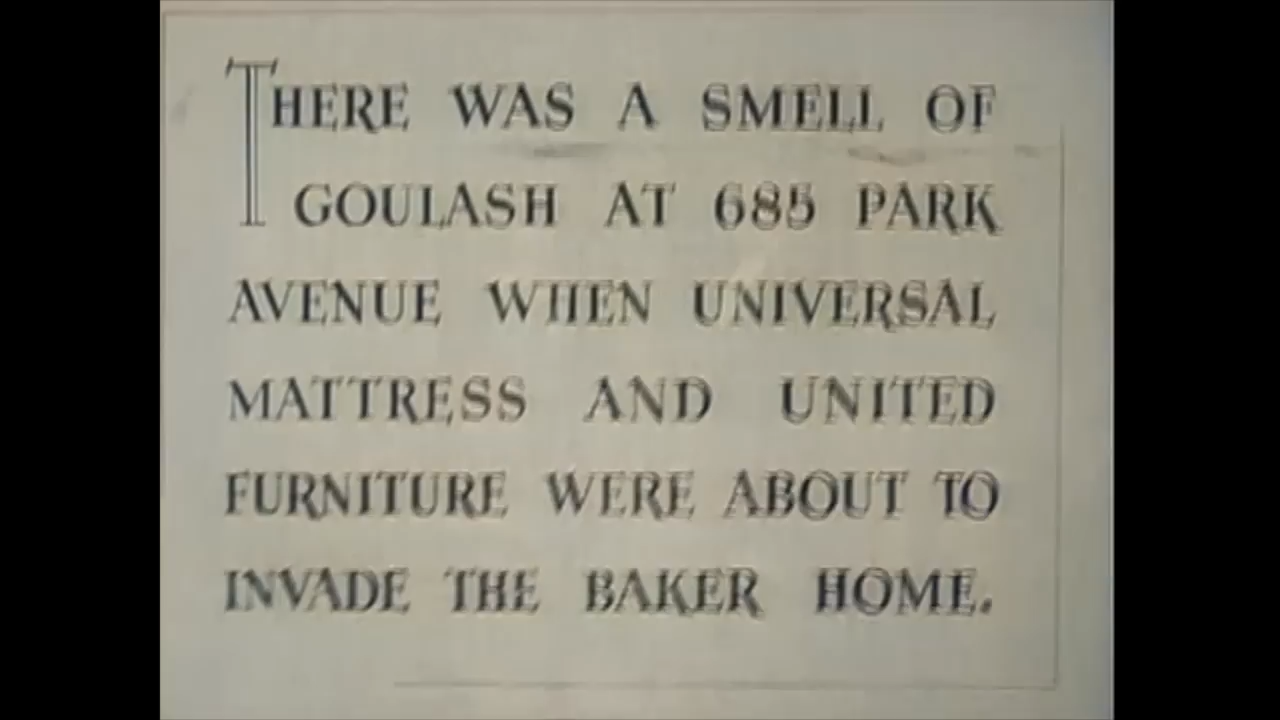 THERE WAS A SMELL OF
GOULASH AT 685 PARK
AVENUE WHEN UNIVERSAL
MATTRESS AND UNITED
FURNITURE WERE ABOUT TO
INVADE THE BAKER HOME.